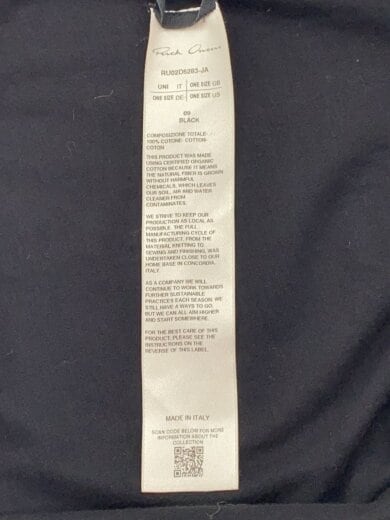 Rick Owens
RU02D6283-JA
ONE IT ONE SIZE GB
ONE SIZE DE ONE SIZE US
09
BLACK
COMPOSIZIONE TOTALE:
100% COTONE- COTTON-
COTON
THIS PRODUCT WAS MADE
USING CERTIFIED ORGANIC
COTTON BECAUSE IT MEANS
THE NATURAL FIBER IS GROWN
WITHOUT HARMFUL
CHEMICALS, WHICH LEAVES
OUR SOIL, AIR AND WATER
CLEANER FROM
CONTAMINATES.
WE STRIVE TO KEEP OUR
PRODUCTION AS LOCAL AS
POSSIBLE. THE FULL
MANUFACTURING CYCLE OF
THIS PRODUCT, FROM THE
MATERIAL KNITTING TO
SEWING AND FINISHING, WAS
UNDERTAKEN CLOSE TO OUR
HOME BASE IN CONCORDIA,
ITALY.
AS A COMPANY WE WILL
CONTINUE TO WORK TOWARDS
FURTHER SUSTAINABLE
PRACTICES EACH SEASON. WE
STILL HAVE A WAYS TO GO,
BUT WE CAN ALL AIM HIGHER
AND START SOMEWHERE.
FOR THE BEST CARE OF THIS
PRODUCT, PLEASE SEE THE
INSTRUCTIONS ON THE
REVERSE OF THIS LABEL.
MADE IN ITALY
SCAN CODE BELOW FOR MORE
INFORMATION ABOUT THE
COLLECTION